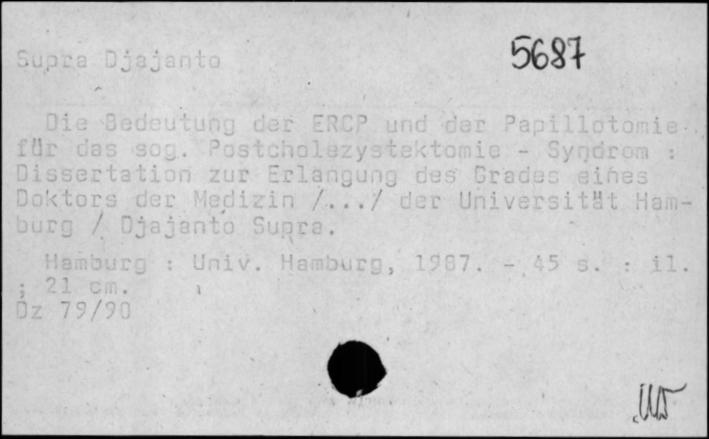 5687
Supra Djajanto
Die Bedeutung der ERCP und der Papillotomie
für das sog. Postcholezystektomie - Syndrom :
Dissertation zur Erlangung des Grades eines
Doktors der Medizin /.../ der Universität Ham-
burg / Djajanto Supra.
Hamburg : Univ. Hamburg, 1987. - 45 s. : il.
; 21 cm.
Dz 79/90